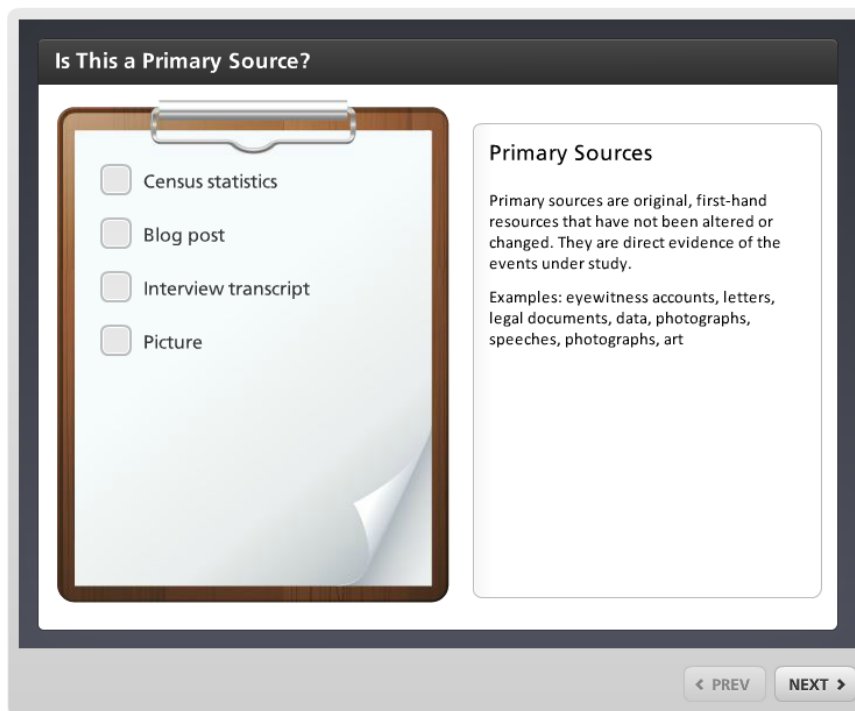 Is This a Primary Source?
Census statistics
Blog post
Interview transcript
Picture
Primary Sources
Primary sources are original, first-hand
resources that have not been altered or
changed. They are direct evidence of the
events under study.
Examples: eyewitness accounts, letters,
legal documents, data, photographs,
speeches, photographs, art
PREV
NEXT